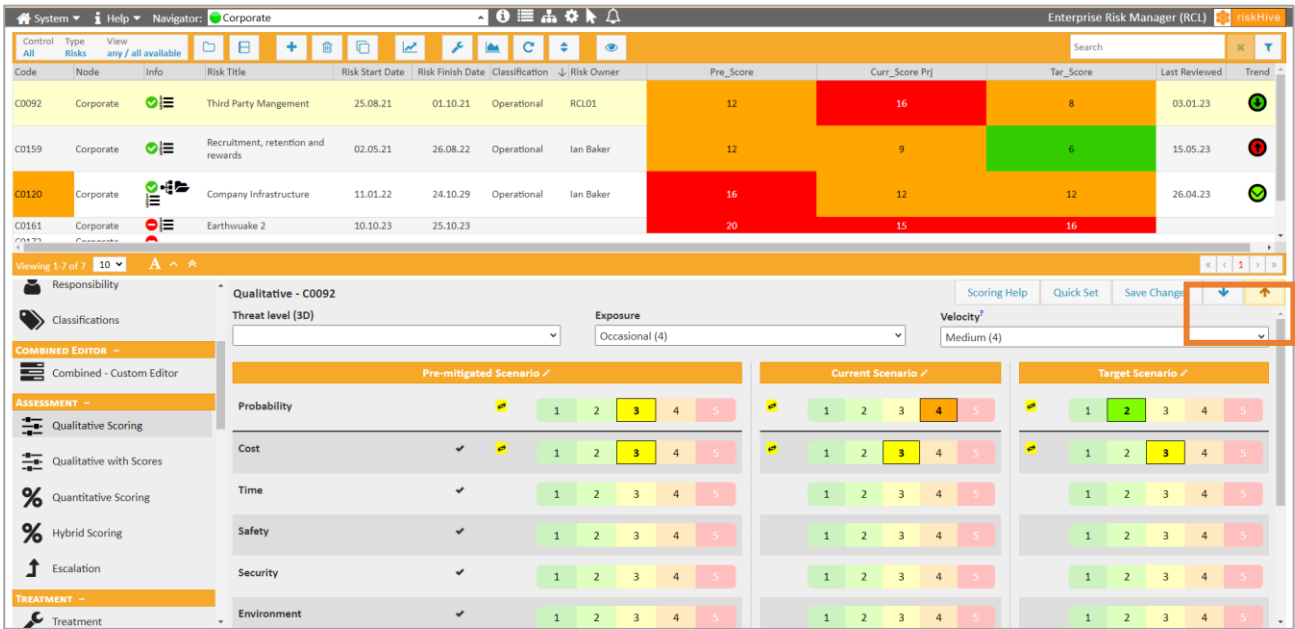 System Help Navigator: Corporate Enterprise Risk Manager (RCL) riskHive
Control Type View
All Risks any / all available Search
Code Node Info Risk Title Risk Start Date Risk Finish Date Classification Risk Owner Pre_Score Curr_Score Prj Tar_Score Last Reviewed Trend
C0092 Corporate Third Party Mangement 25.08.21 01.10.21 Operational RCL01 12 16 8 03.01.23
C0159 Corporate Recruitment, retention and rewards 02.05.21 26.08.22 Operational Ian Baker 12 9 6 15.05.23
C0120 Corporate Company Infrastructure 11.01.22 24.10.29 Operational Ian Baker 16 12 12 26.04.23
C0161 Corporate Earthwuake 2 10.10.23 25.10.23 20 15 16
Viewing 1-7 of 7 10 A « ‹ 1 › »
Responsibility
Classifications
COMBINED EDITOR –
Combined - Custom Editor
ASSESSMENT –
Qualitative Scoring
Qualitative with Scores
Quantitative Scoring
Hybrid Scoring
Escalation
TREATMENT –
Treatment
Qualitative - C0092 Scoring Help Quick Set Save Change
Threat level (3D) Exposure Velocity?
Occasional (4) Medium (4)
Pre-mitigated Scenario Current Scenario Target Scenario
Probability 1 2 3 4 5 1 2 3 4 5 1 2 3 4 5
Cost 1 2 3 4 5 1 2 3 4 5 1 2 3 4 5
Time 1 2 3 4 5 1 2 3 4 5 1 2 3 4 5
Safety 1 2 3 4 5 1 2 3 4 5 1 2 3 4 5
Security 1 2 3 4 5 1 2 3 4 5 1 2 3 4 5
Environment 1 2 3 4 5 1 2 3 4 5 1 2 3 4 5